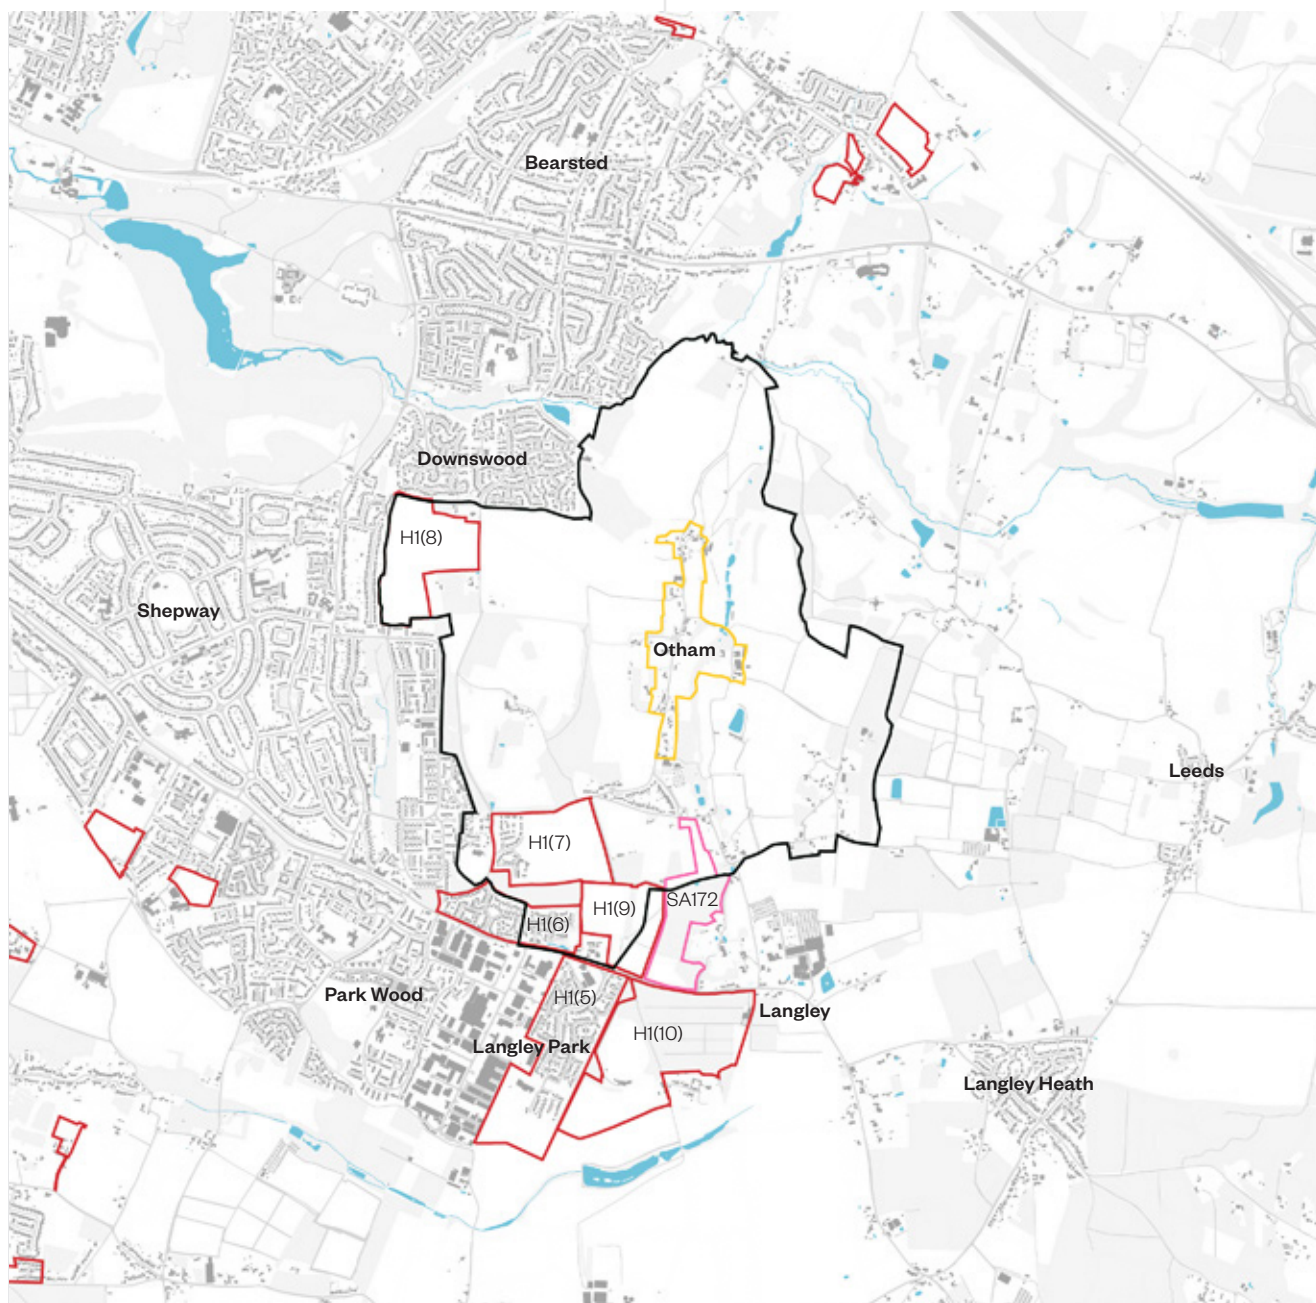 Bearsted
Downswood
H1(8)
Shepway
Otham
Leeds
H1(7)
SA172
H1(9)
H1(6)
Park Wood
H1(5)
Langley
H1(10)
Langley Park
Langley Heath